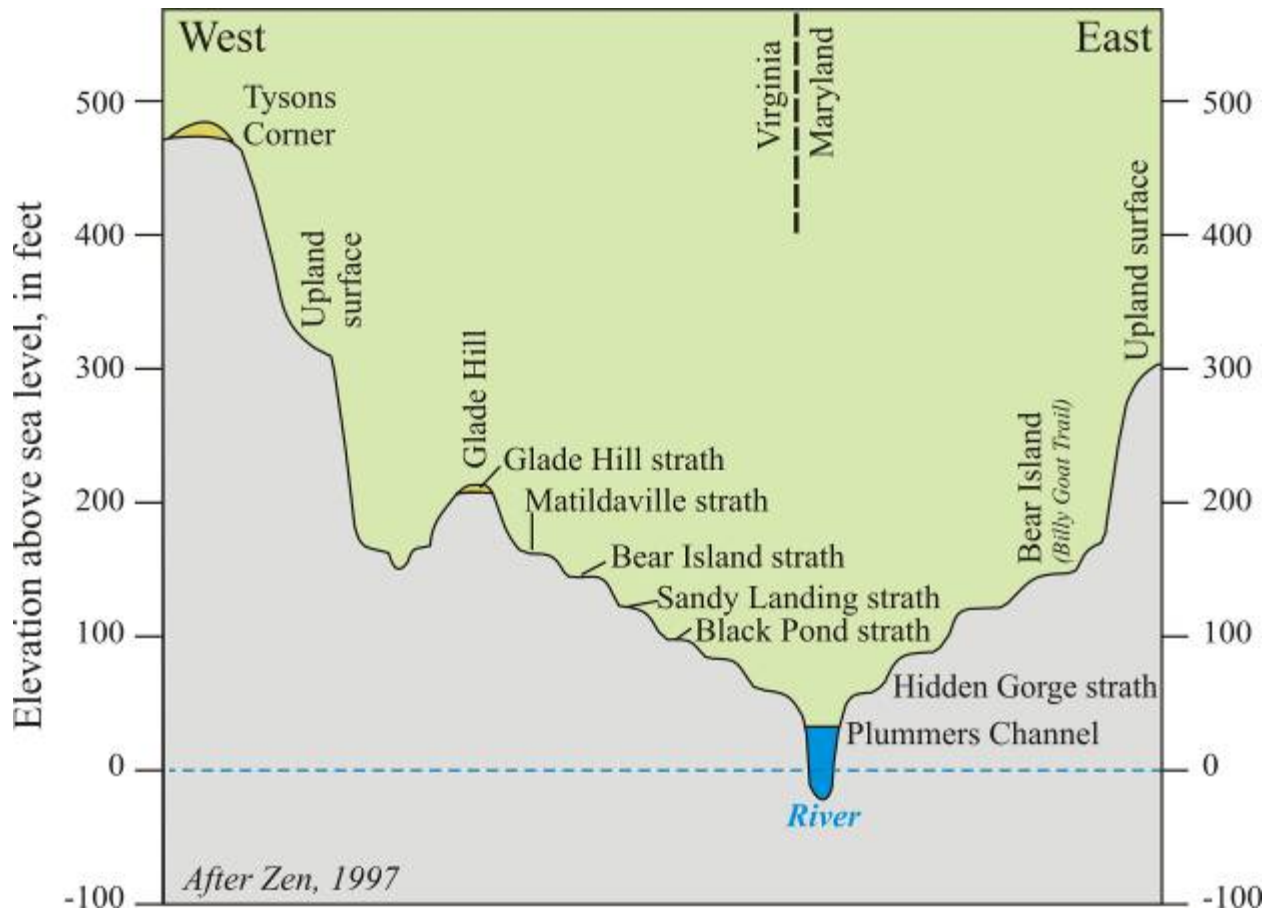 West
East
Virginia
Maryland
500
Tysons
Corner
500
400
Upland
surface
Upland surface
400
Elevation above sea level, in feet
300
Glade Hill
300
Glade Hill strath
Bear Island
(Billy Goat Trail)
200
Matildaville strath
200
Bear Island strath
Sandy Landing strath
100
Black Pond strath
100
Hidden Gorge strath
Plummers Channel
0
0
River
After Zen, 1997
-100
-100